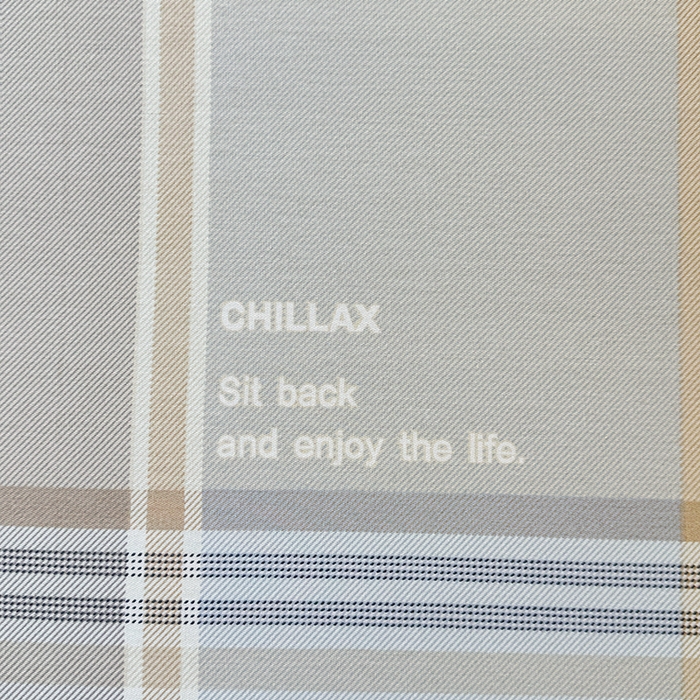 CHILLAX
Sit back
and enjoy the life.